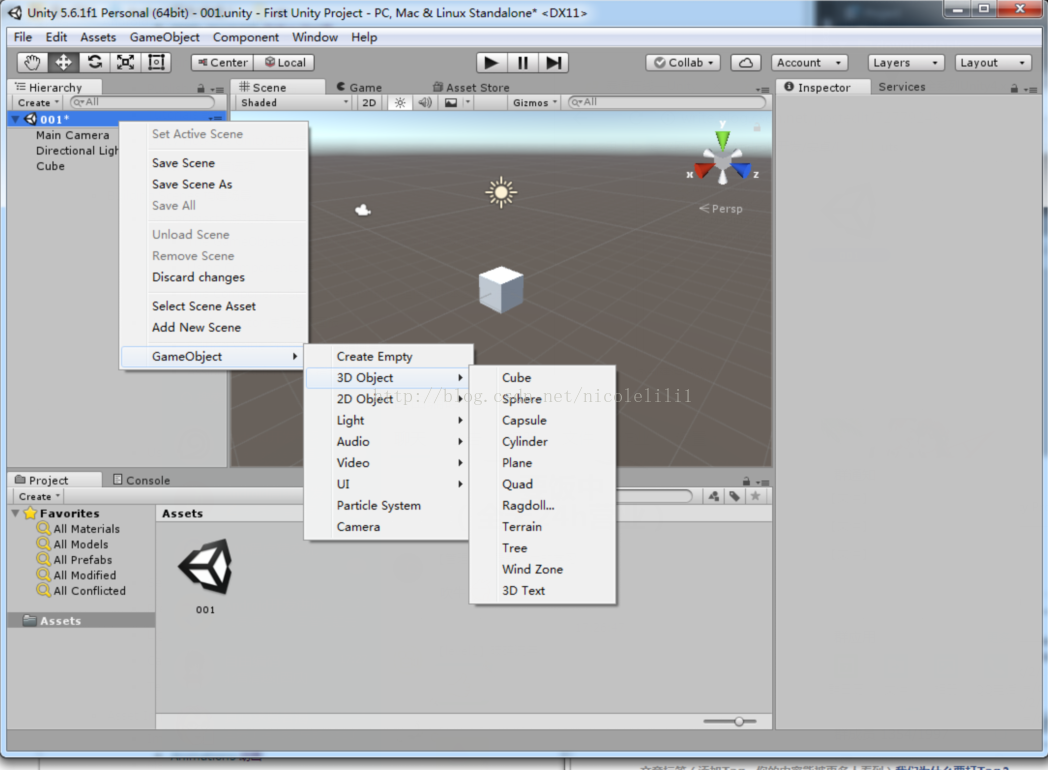 Unity 5.6.1f1 Personal (64bit) - 001.unity - First Unity Project - PC, Mac & Linux Standalone* <DX11>
File Edit Assets GameObject Component Window Help
Center Local Collab Account Layers Layout
Hierarchy
Create All
001*
Main Camera
Directional Ligh
Cube
Scene Game Asset Store
Shaded 2D Gizmos All
y
x z
Persp
Inspector Services
Set Active Scene
Save Scene
Save Scene As
Save All
Unload Scene
Remove Scene
Discard changes
Select Scene Asset
Add New Scene
GameObject
Create Empty
3D Object
2D Object
Light
Audio
Video
UI
Particle System
Camera
Cube
Sphere
Capsule
Cylinder
Plane
Quad
Ragdoll...
Terrain
Tree
Wind Zone
3D Text
http://blog.csdn.net/nicolelili1
Project Console
Create
Favorites
All Materials
All Models
All Prefabs
All Modified
All Conflicted
Assets
Assets
001